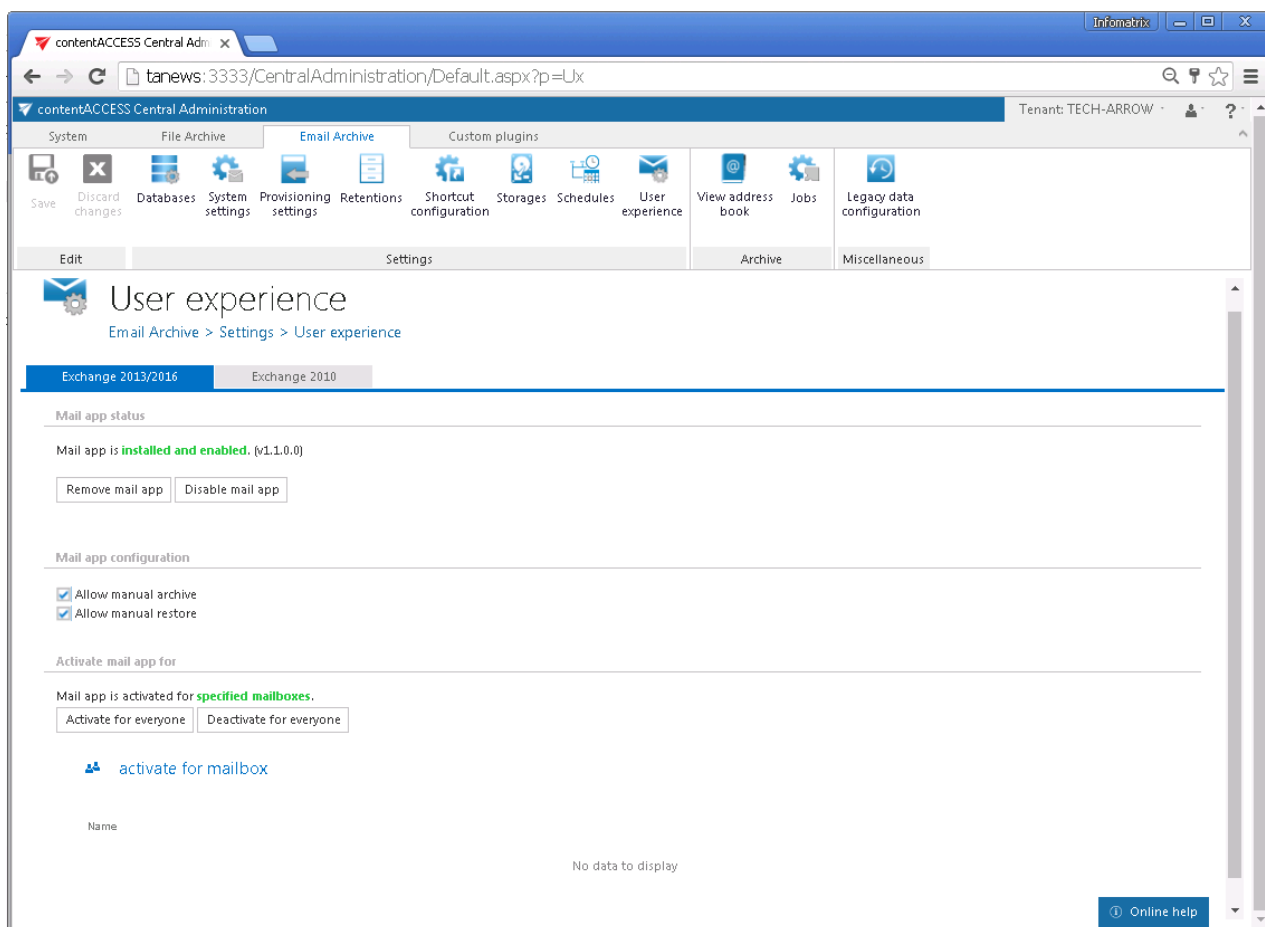 Infomatrix
contentACCESS Central Adm
tanews:3333/CentralAdministration/Default.aspx?p=Ux
contentACCESS Central Administration
Tenant: TECH-ARROW
?
System File Archive Email Archive Custom plugins
Save Discard changes Databases System settings Provisioning settings Retentions Shortcut configuration Storages Schedules User experience View address book Jobs Legacy data configuration
Edit Settings Archive Miscellaneous
User experience
Email Archive > Settings > User experience
Exchange 2013/2016 Exchange 2010
Mail app status
Mail app is installed and enabled. (v1.1.0.0)
Remove mail app Disable mail app
Mail app configuration
Allow manual archive
Allow manual restore
Activate mail app for
Mail app is activated for specified mailboxes.
Activate for everyone Deactivate for everyone
activate for mailbox
Name
No data to display
Online help